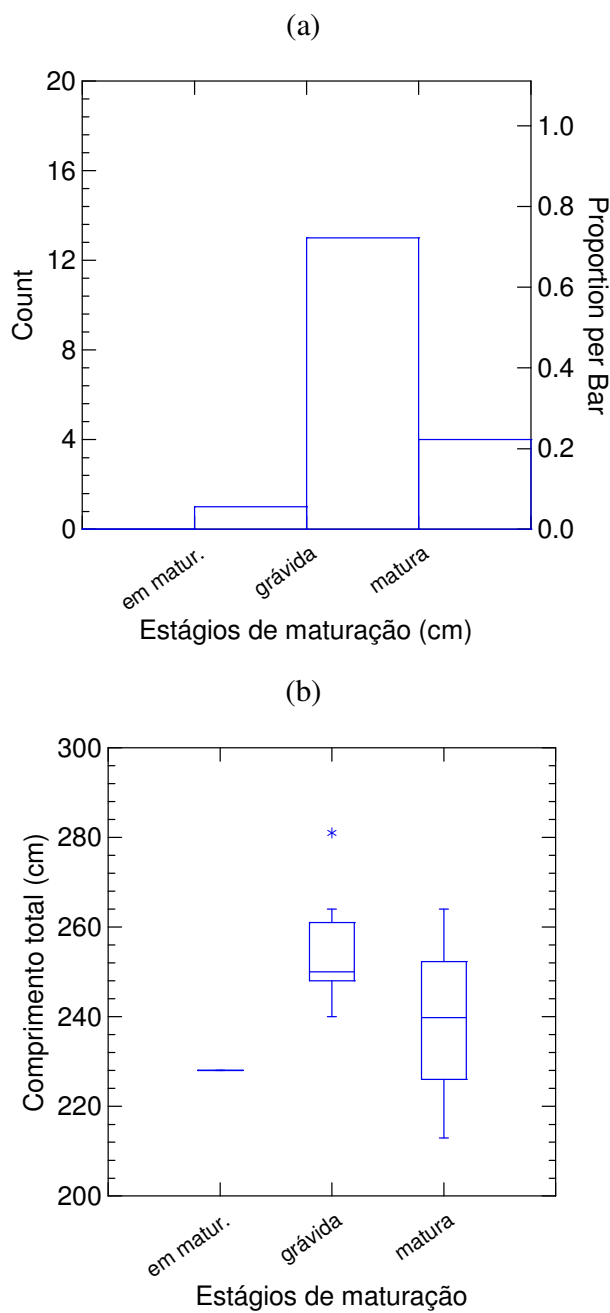 (a)
20
16
12
8
4
0
Count
1.0
0.8
0.6
0.4
0.2
0.0
Proportion per Bar
em matur.
grávida
matura
Estágios de maturação (cm)
(b)
300
280
260
240
220
200
Comprimento total (cm)
*
em matur.
grávida
matura
Estágios de maturação